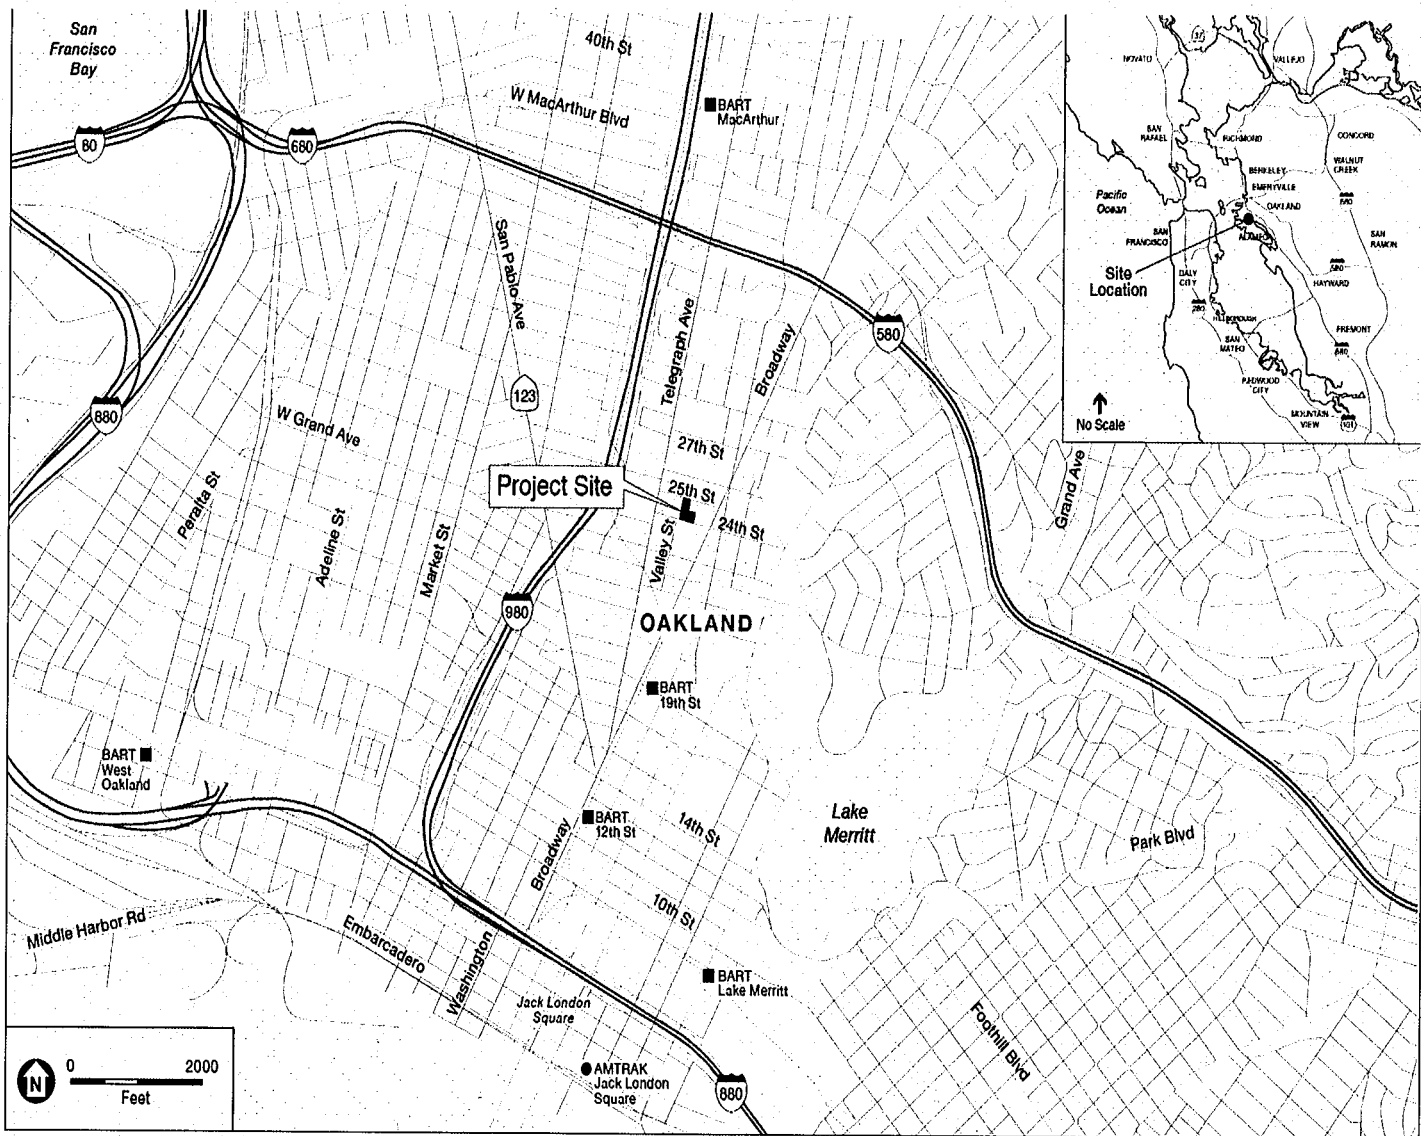 San
Francisco
Bay
40th St
W MacArthur Blvd
BART
MacArthur
80
680
San Pablo Ave
123
Telegraph Ave
Broadway
580
880
W Grand Ave
27th St
Project Site
25th St
24th St
Valley St
Peralta St
Adeline St
Market St
Grand Ave
980
OAKLAND
BART
19th St
BART
West
Oakland
BART
12th St
Broadway
14th St
Lake
Merritt
Park Blvd
10th St
Middle Harbor Rd
Embarcadero
Washington
BART
Lake Merritt
Jack London
Square
Foothill Blvd
AMTRAK
Jack London
Square
880
N
0 2000
Feet
NOVATO
VALLEJO
SAN
RAFAEL
RICHMOND
CONCORD
WALNUT
CREEK
BERKELEY
EMERYVILLE
OAKLAND
Pacific
Ocean
SAN
FRANCISCO
SAN
RAMON
Site
Location
DALY
CITY
HAYWARD
280
580
680
FREMONT
SAN
MATEO
REDWOOD
CITY
MOUNTAIN
VIEW
101
No Scale